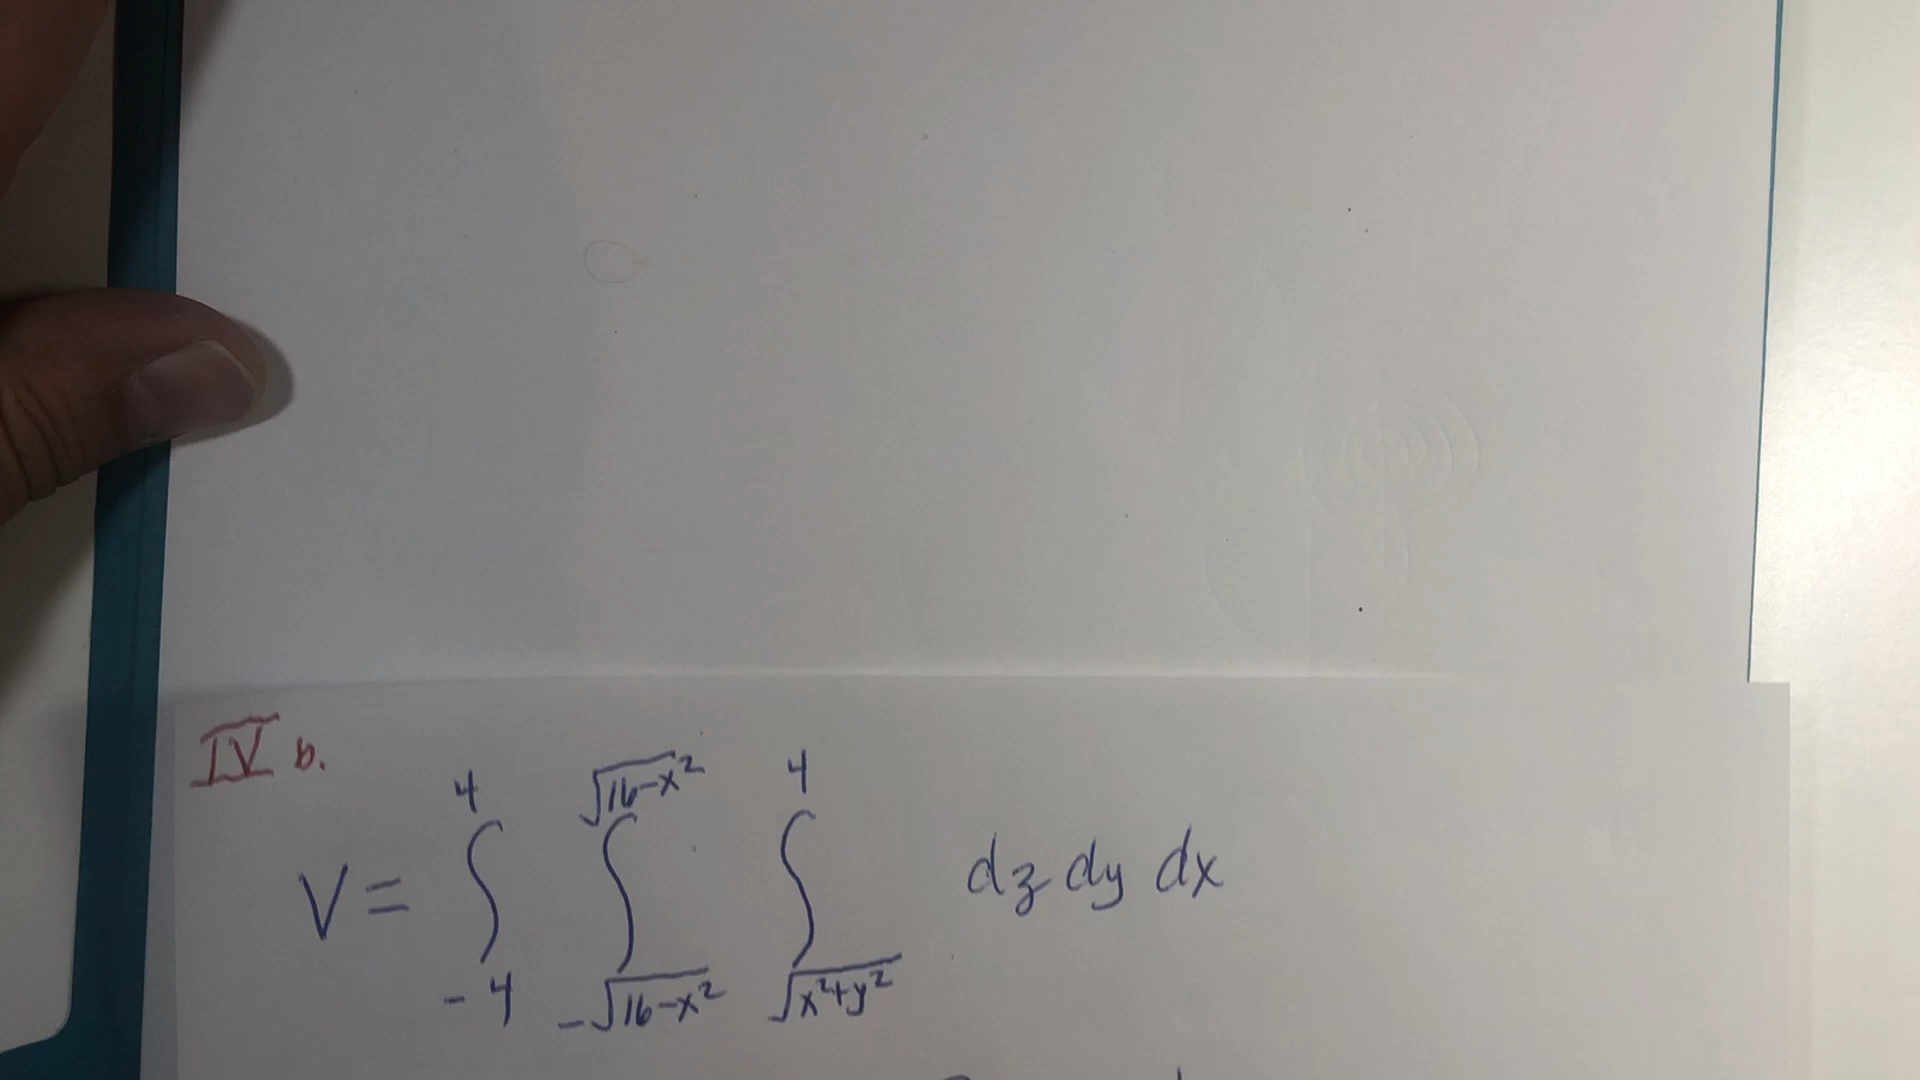 IV b.
V = ∫_{-4}^{4} ∫_{-√(16-x²)}^{√(16-x²)} ∫_{√(x²+y²)}^{4} dz dy dx